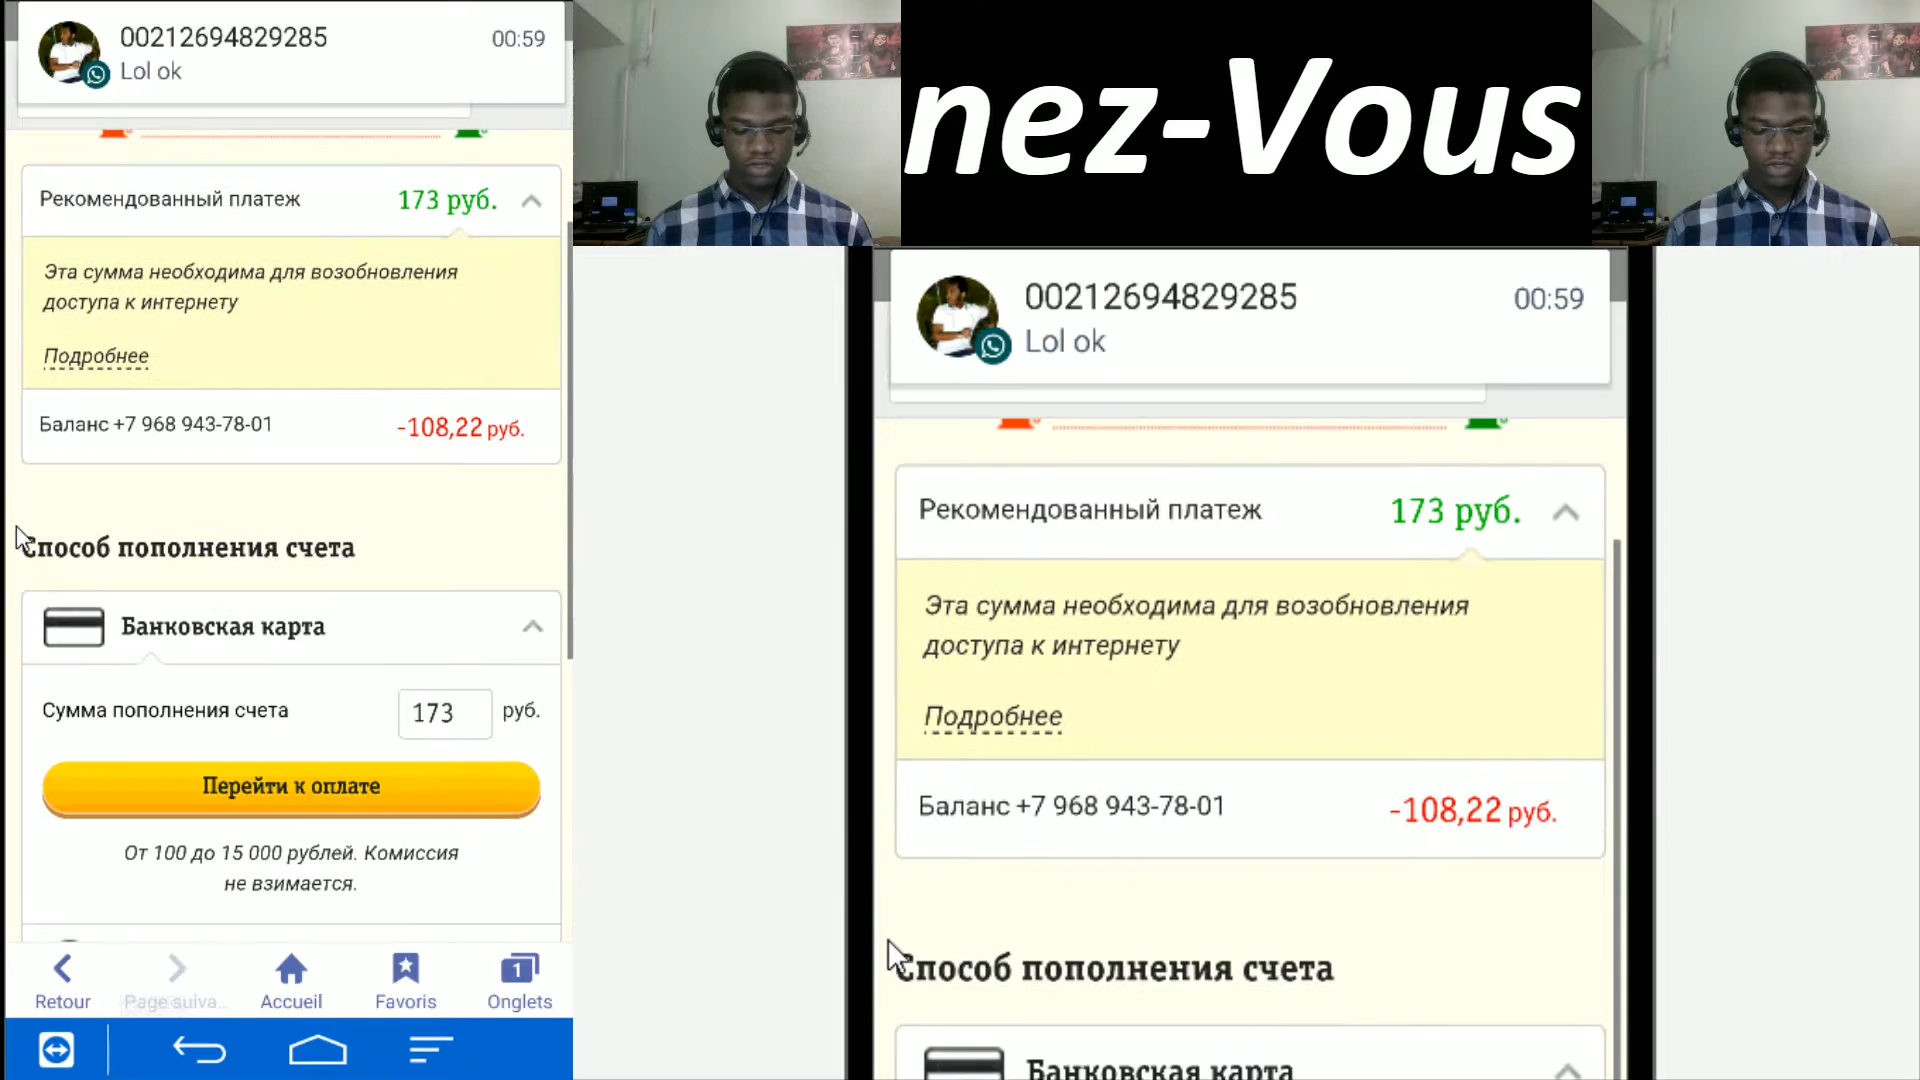 00212694829285
00:59
Lol ok
Рекомендованный платеж
173 руб.
Эта сумма необходима для возобновления
доступа к интернету
Подробнее
Баланс +7 968 943-78-01
-108,22 руб.
Способ пополнения счета
Банковская карта
Сумма пополнения счета
173
руб.
Перейти к оплате
От 100 до 15 000 рублей. Комиссия
не взимается.
1
Retour
Page suiva...
Accueil
Favoris
Onglets
nez-Vous
00212694829285
00:59
Lol ok
Рекомендованный платеж
173 руб.
Эта сумма необходима для возобновления
доступа к интернету
Подробнее
Баланс +7 968 943-78-01
-108,22 руб.
Способ пополнения счета
Банковская карта